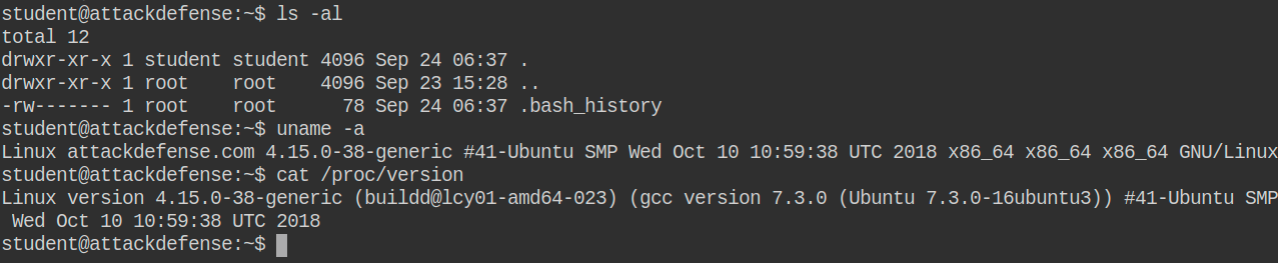 student@attackdefense:~$ ls -al
total 12
drwxr-xr-x 1 student student 4096 Sep 24 06:37 .
drwxr-xr-x 1 root    root    4096 Sep 23 15:28 ..
-rw------- 1 root    root      78 Sep 24 06:37 .bash_history
student@attackdefense:~$ uname -a
Linux attackdefense.com 4.15.0-38-generic #41-Ubuntu SMP Wed Oct 10 10:59:38 UTC 2018 x86_64 x86_64 x86_64 GNU/Linux
student@attackdefense:~$ cat /proc/version
Linux version 4.15.0-38-generic (buildd@lcy01-amd64-023) (gcc version 7.3.0 (Ubuntu 7.3.0-16ubuntu3)) #41-Ubuntu SMP
 Wed Oct 10 10:59:38 UTC 2018
student@attackdefense:~$